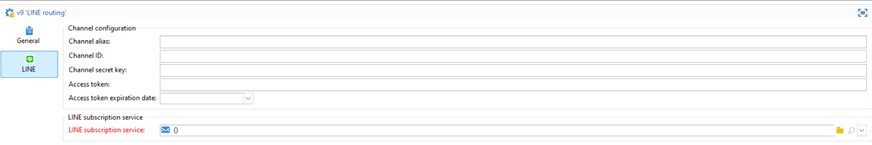 v9 'LINE routing'
General
LINE
Channel configuration
Channel alias:
Channel ID:
Channel secret key:
Access token:
Access token expiration date:
LINE subscription service
LINE subscription service:
()